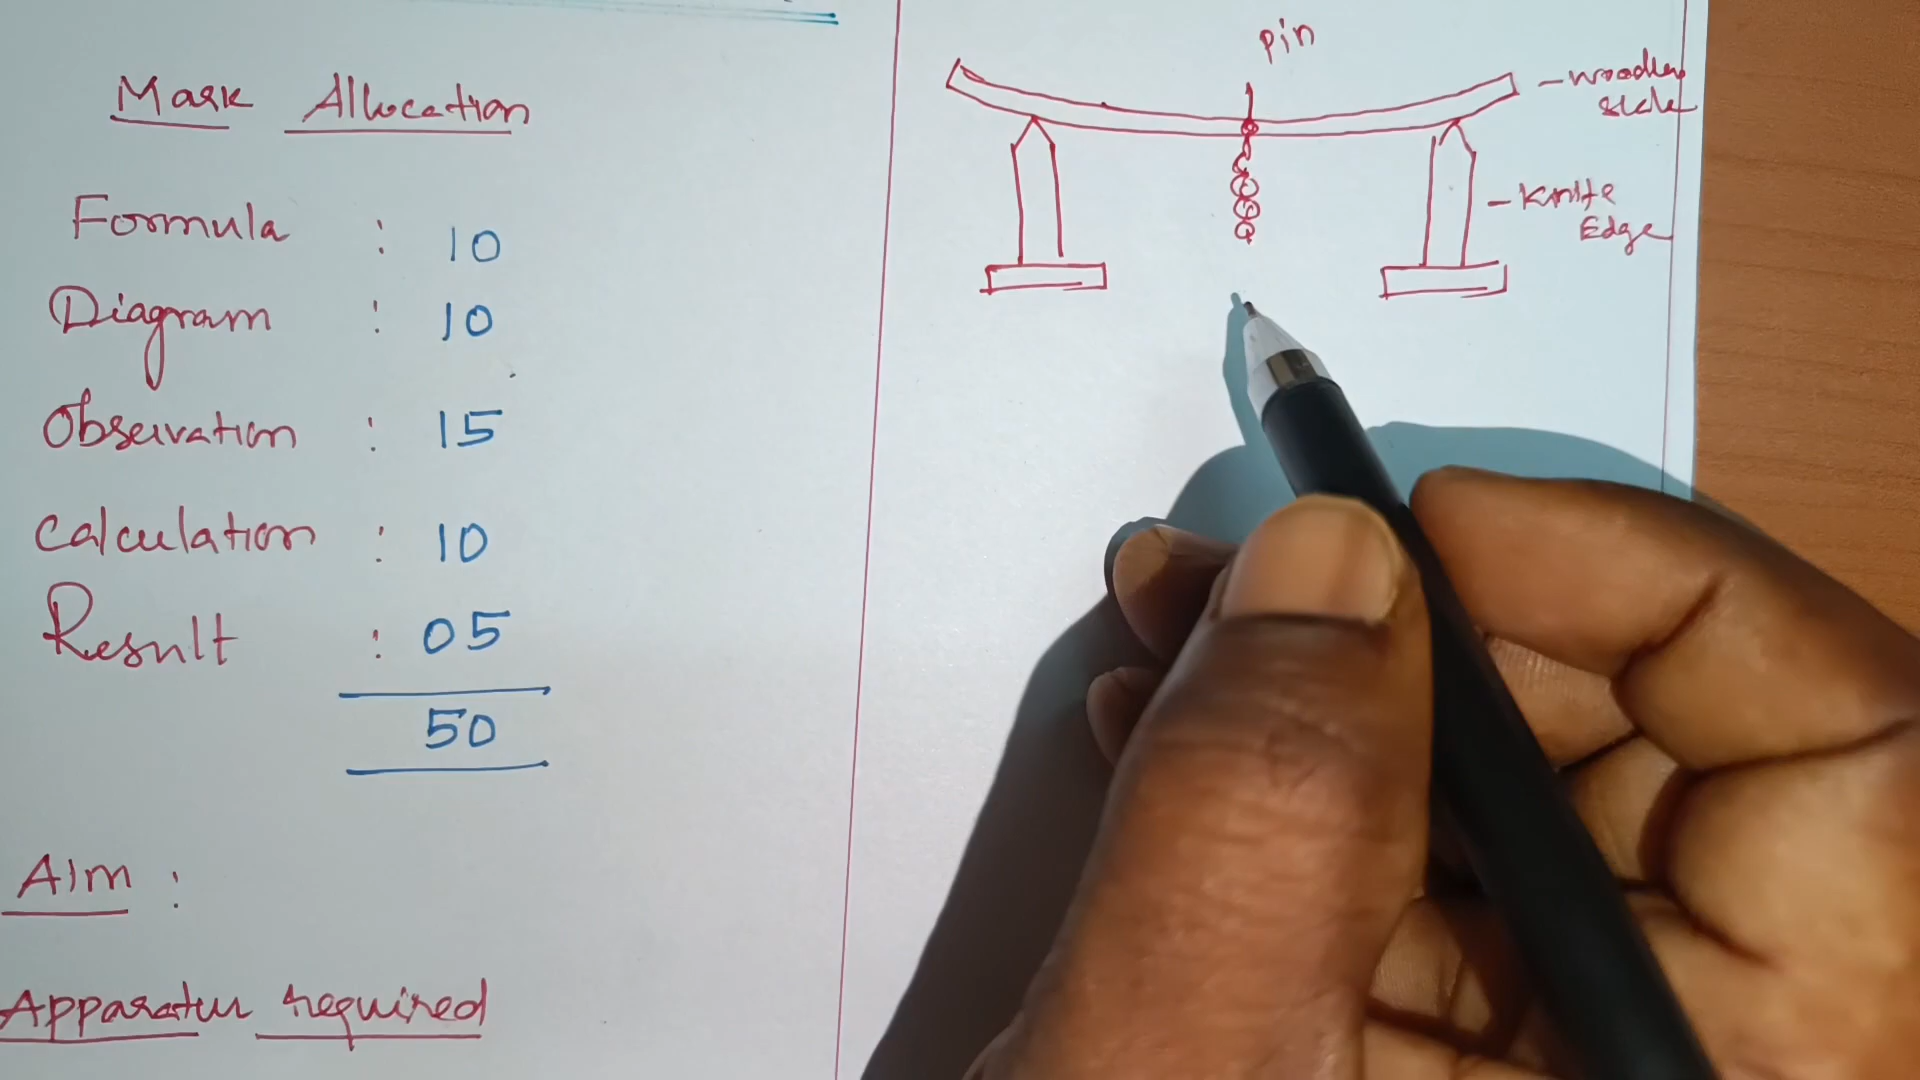 Mark Allocation
Formula : 10
Diagram : 10
Observation : 15
Calculation : 10
Result : 05
50
Aim :
Apparatus required
Pin
- Wooden
Scale
- Knife
Edge